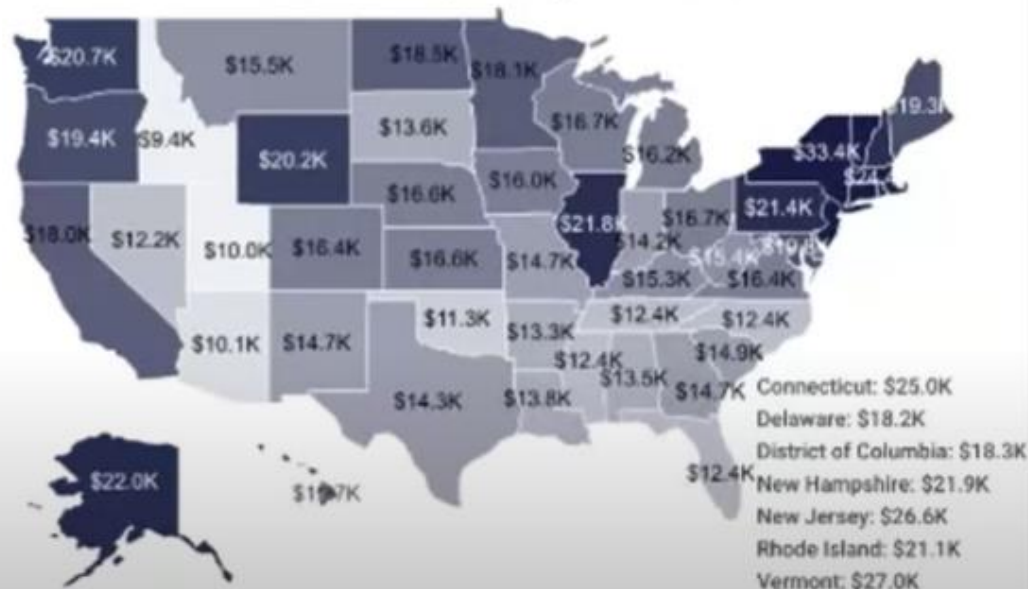 $20.7K
$15.5K
$18.5K
$18.1K
$19.4K
$9.4K
$20.2K
$13.6K
$16.7K
$16.2K
$33.4K
$16.6K
$16.0K
$21.4K
$18.0K
$12.2K
$10.0K
$16.4K
$16.6K
$14.7K
$21.8K
$14.2K
$16.7K
$15.4K
$15.3K
$16.4K
$10.1K
$14.7K
$11.3K
$13.3K
$12.4K
$12.4K
$14.3K
$13.8K
$12.4K
$13.5K
$14.9K
$14.7K
$12.4K
$22.0K
Connecticut: $25.0K
Delaware: $18.2K
District of Columbia: $18.3K
New Hampshire: $21.9K
New Jersey: $26.6K
Rhode Island: $21.1K
Vermont: $27.0K